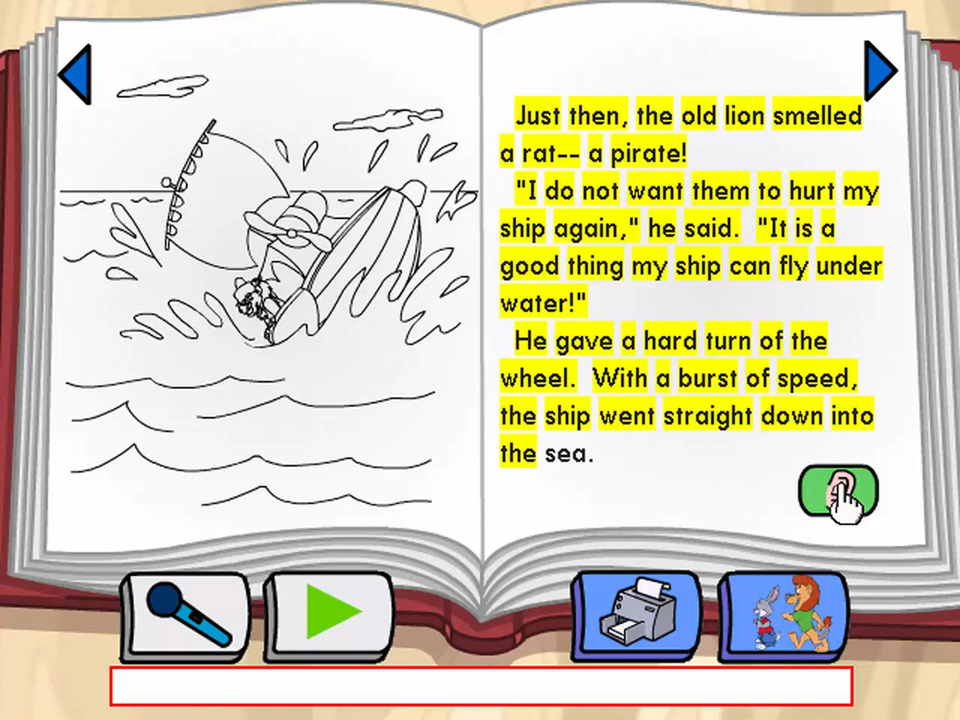 Just then, the old lion smelled
a rat-- a pirate!
"I do not want them to hurt my
ship again," he said.  "It is a
good thing my ship can fly under
water!"
He gave a hard turn of the
wheel.  With a burst of speed,
the ship went straight down into
the sea.